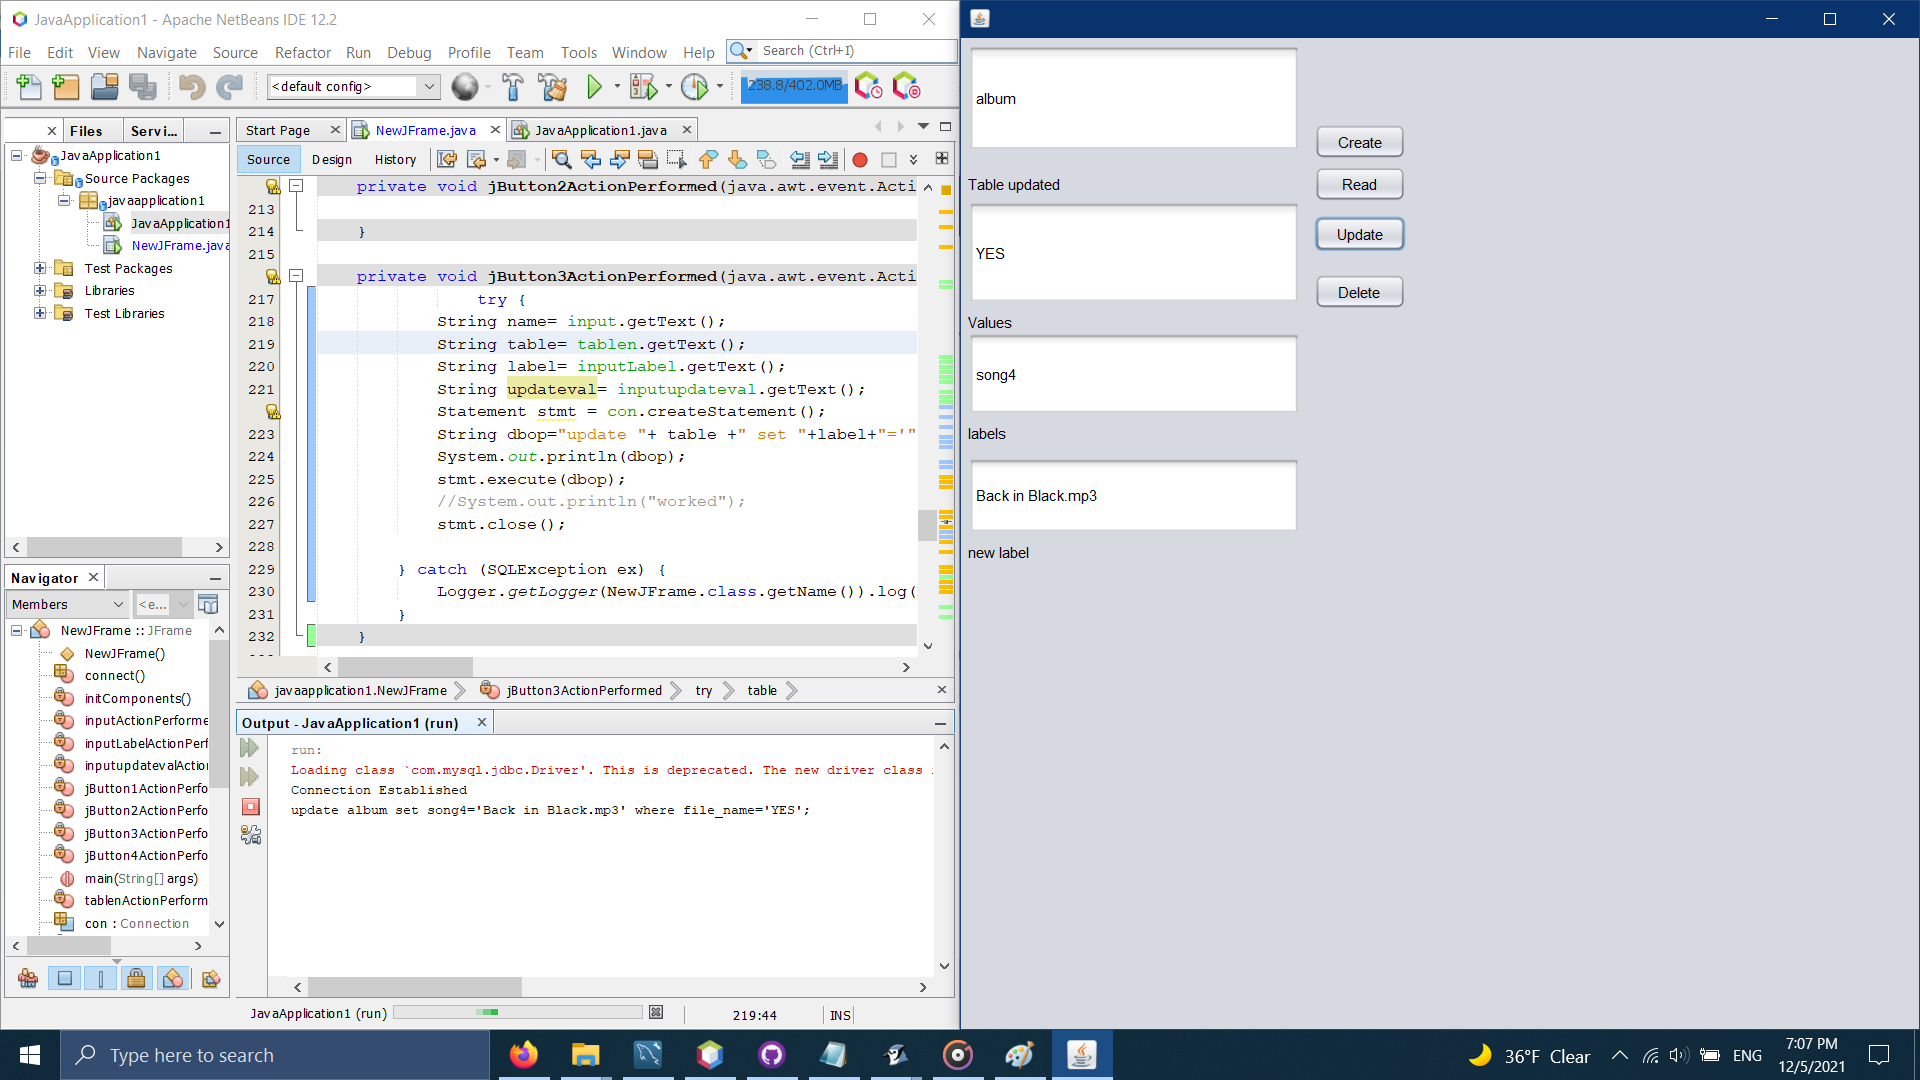 JavaApplication1 - Apache NetBeans IDE 12.2
File Edit View Navigate Source Refactor Run Debug Profile Team Tools Window Help
Search (Ctrl+I)
<default config>
238.8/402.0MB
Files Servi...
JavaApplication1
Source Packages
javaapplication1
JavaApplication1
NewJFrame.java
Test Packages
Libraries
Test Libraries
Start Page NewJFrame.java JavaApplication1.java
Source Design History
private void jButton2ActionPerformed(java.awt.event.Acti
213
214 }
215
private void jButton3ActionPerformed(java.awt.event.Acti
217 try {
218 String name= input.getText();
219 String table= tablen.getText();
220 String label= inputLabel.getText();
221 String updateval= inputupdateval.getText();
Statement stmt = con.createStatement();
223 String dbop="update "+ table +" set "+label+"='"
224 System.out.println(dbop);
225 stmt.execute(dbop);
226 //System.out.println("worked");
227 stmt.close();
228
229 } catch (SQLException ex) {
230 Logger.getLogger(NewJFrame.class.getName()).log(
231 }
232 }
javaapplication1.NewJFrame jButton3ActionPerformed try table
Navigator
Members <e...
NewJFrame :: JFrame
NewJFrame()
connect()
initComponents()
inputActionPerforme
inputLabelActionPerf
inputupdatevalActio
jButton1ActionPerfo
jButton2ActionPerfo
jButton3ActionPerfo
jButton4ActionPerfo
main(String[] args)
tablenActionPerform
con : Connection
Output - JavaApplication1 (run)
run:
Loading class `com.mysql.jdbc.Driver'. This is deprecated. The new driver class
Connection Established
update album set song4='Back in Black.mp3' where file_name='YES';
JavaApplication1 (run)
219:44
INS
album
Table updated
YES
Values
song4
labels
Back in Black.mp3
new label
Create
Read
Update
Delete
Type here to search
36°F Clear
ENG
7:07 PM
12/5/2021